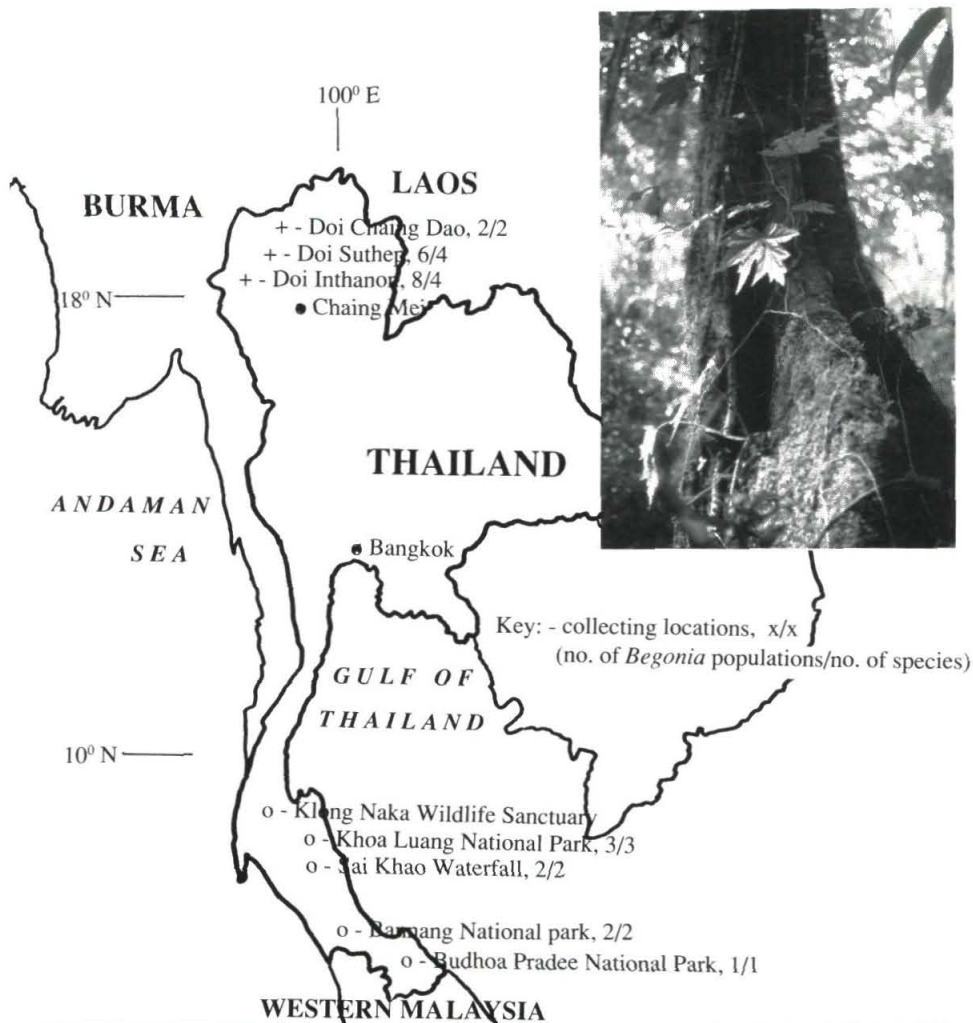 100⁰ E
BURMA
LAOS
+ - Doi Chaing Dao, 2/2
+ - Doi Suthep, 6/4
+ - Doi Inthanon, 8/4
18⁰ N
Chaing Mei
THAILAND
ANDAMAN
SEA
Bangkok
Key: - collecting locations, x/x
(no. of Begonia populations/no. of species)
GULF OF
THAILAND
10⁰ N
o - Klong Naka Wildlife Sanctuary
o - Khoa Luang National Park, 3/3
o - Sai Khao Waterfall, 2/2
o - Bannang National park, 2/2
o - Budhoa Pradee National Park, 1/1
WESTERN MALAYSIA